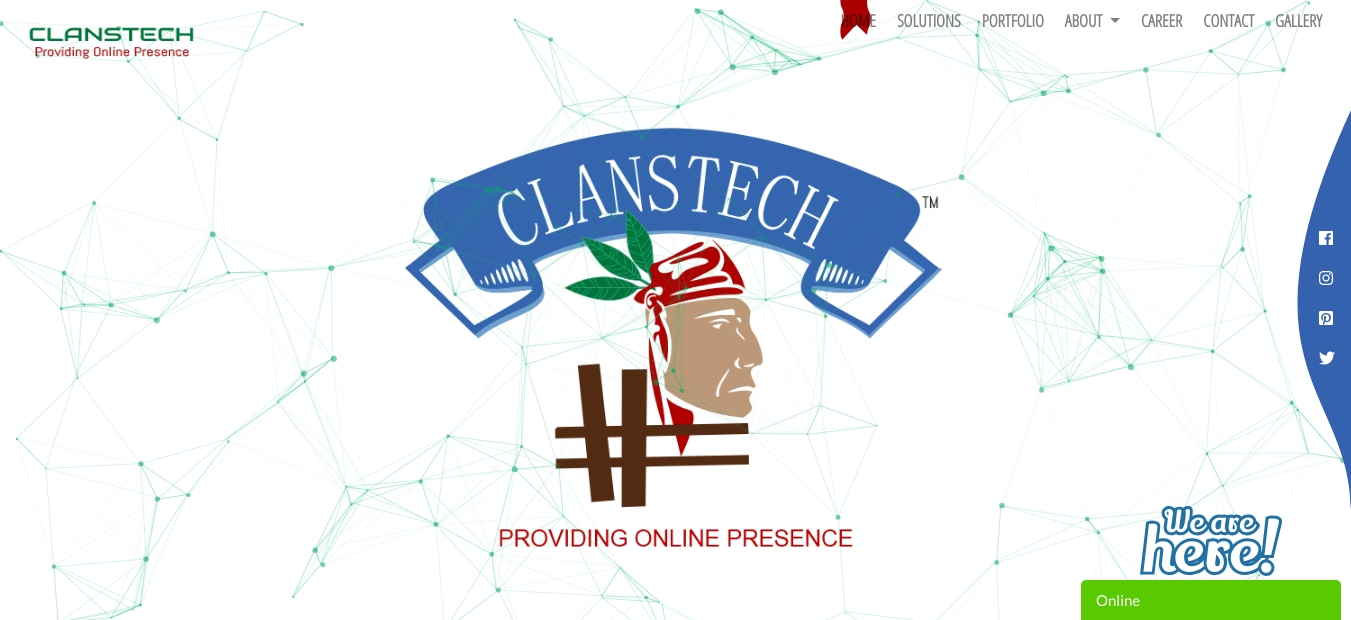 CLANSTECH
Providing Online Presence
HOME SOLUTIONS PORTFOLIO ABOUT CAREER CONTACT GALLERY
CLANSTECH
TM
PROVIDING ONLINE PRESENCE
We are
here!
Online